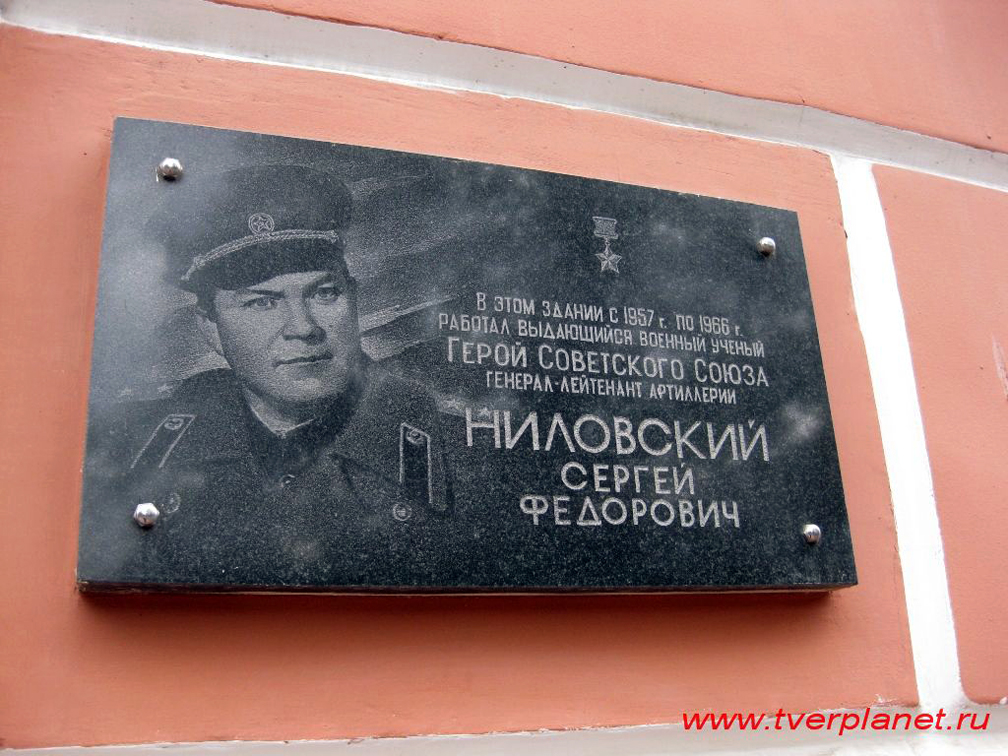 В ЭТОМ ЗДАНИИ С 1957 г. ПО 1966 г.
РАБОТАЛ ВЫДАЮЩИЙСЯ ВОЕННЫЙ УЧЕНЫЙ
ГЕРОЙ СОВЕТСКОГО СОЮЗА
ГЕНЕРАЛ-ЛЕЙТЕНАНТ АРТИЛЛЕРИИ
НИЛОВСКИЙ
СЕРГЕЙ
ФЕДОРОВИЧ
www.tverplanet.ru